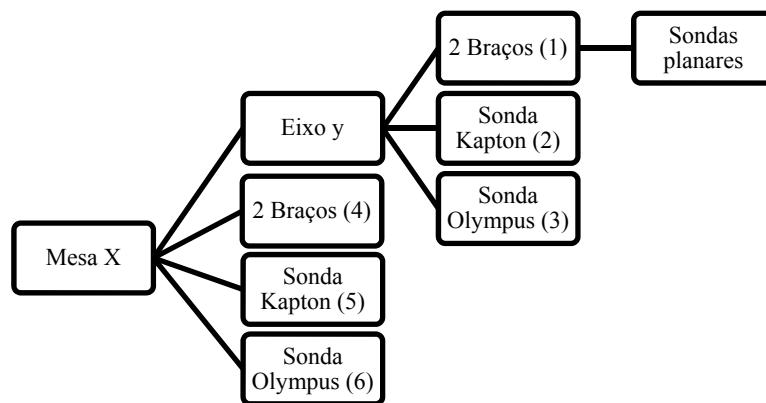 2 Braços (1)
Sondas
planares
Eixo y
Sonda
Kapton (2)
Sonda
Olympus (3)
2 Braços (4)
Mesa X
Sonda
Kapton (5)
Sonda
Olympus (6)